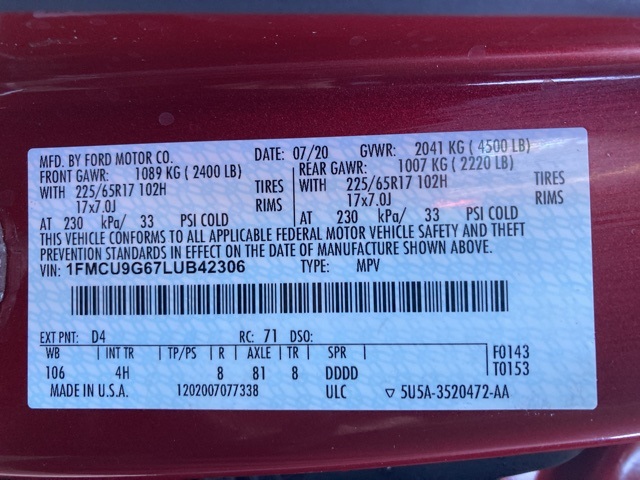 MFD. BY FORD MOTOR CO. DATE: 07/20 GVWR: 2041 KG ( 4500 LB)
FRONT GAWR: 1089 KG ( 2400 LB) REAR GAWR: 1007 KG ( 2220 LB)
WITH 225/65R17 102H TIRES WITH 225/65R17 102H TIRES
17x7.0J RIMS 17x7.0J RIMS
AT 230 kPa/ 33 PSI COLD AT 230 kPa/ 33 PSI COLD
THIS VEHICLE CONFORMS TO ALL APPLICABLE FEDERAL MOTOR VEHICLE SAFETY AND THEFT
PREVENTION STANDARDS IN EFFECT ON THE DATE OF MANUFACTURE SHOWN ABOVE.
VIN: 1FMCU9G67LUB42306 TYPE: MPV
EXT PNT: D4 RC: 71 DSO:
WB INT TR TP/PS R AXLE TR SPR F0143
106 4H 8 81 8 DDDD T0153
MADE IN U.S.A. 1202007077338 ULC ▽ 5U5A-3520472-AA